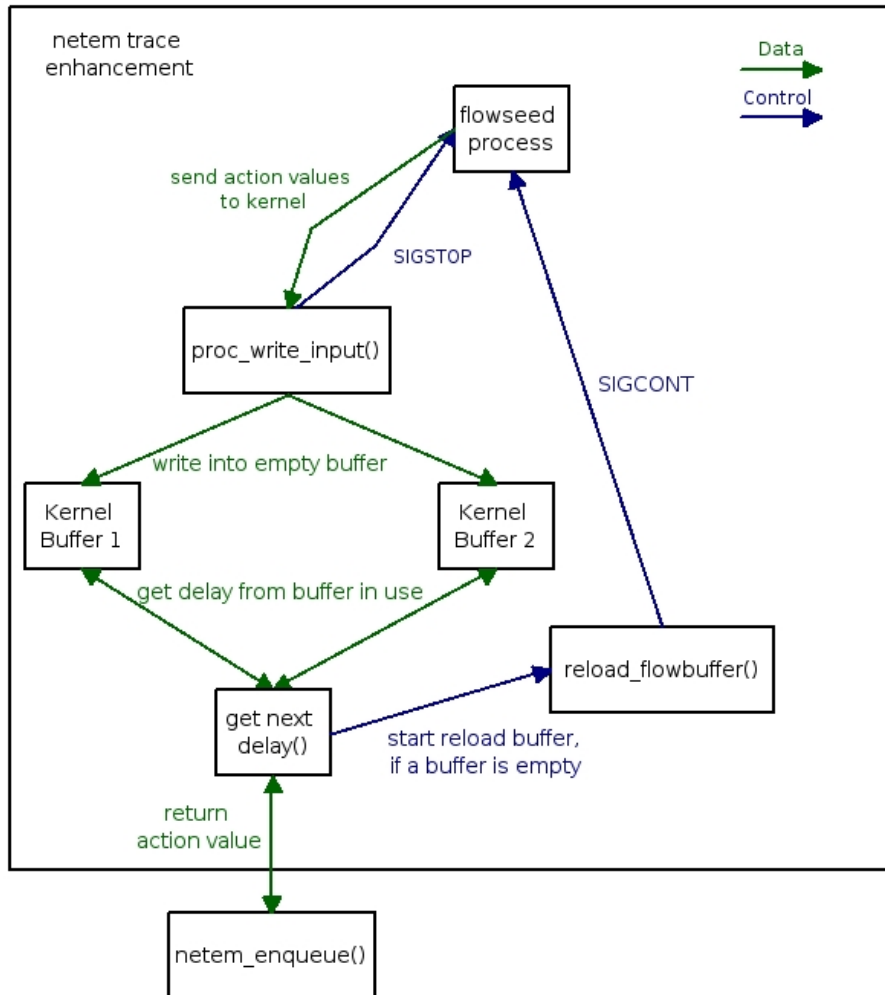 netem trace
enhancement
Data
Control
flowseed
process
send action values
to kernel
SIGSTOP
proc_write_input()
SIGCONT
write into empty buffer
Kernel
Buffer 1
Kernel
Buffer 2
get delay from buffer in use
reload_flowbuffer()
get next
delay()
start reload buffer,
if a buffer is empty
return
action value
netem_enqueue()